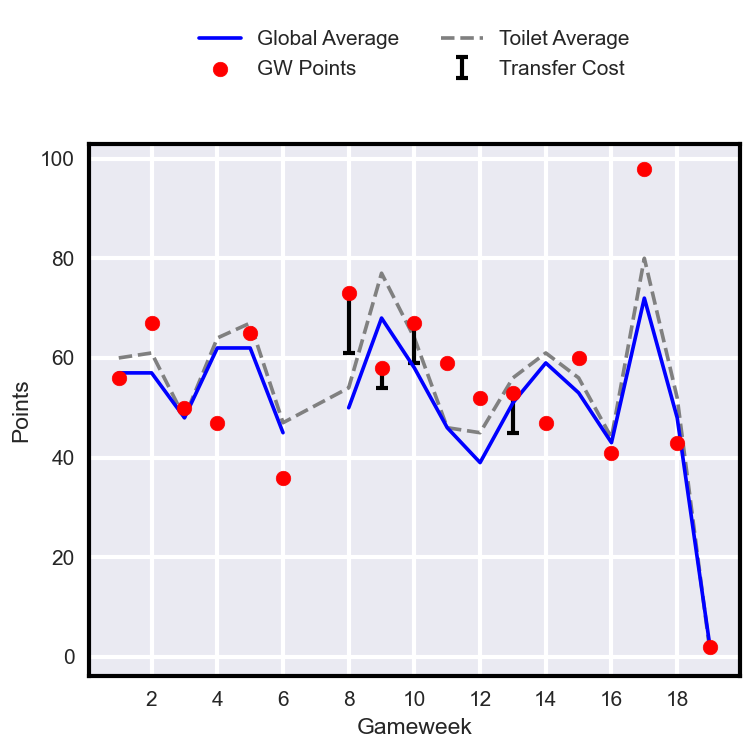 Global Average
Toilet Average
GW Points
Transfer Cost
100
80
60
40
20
0
Points
2 4 6 8 10 12 14 16 18
Gameweek